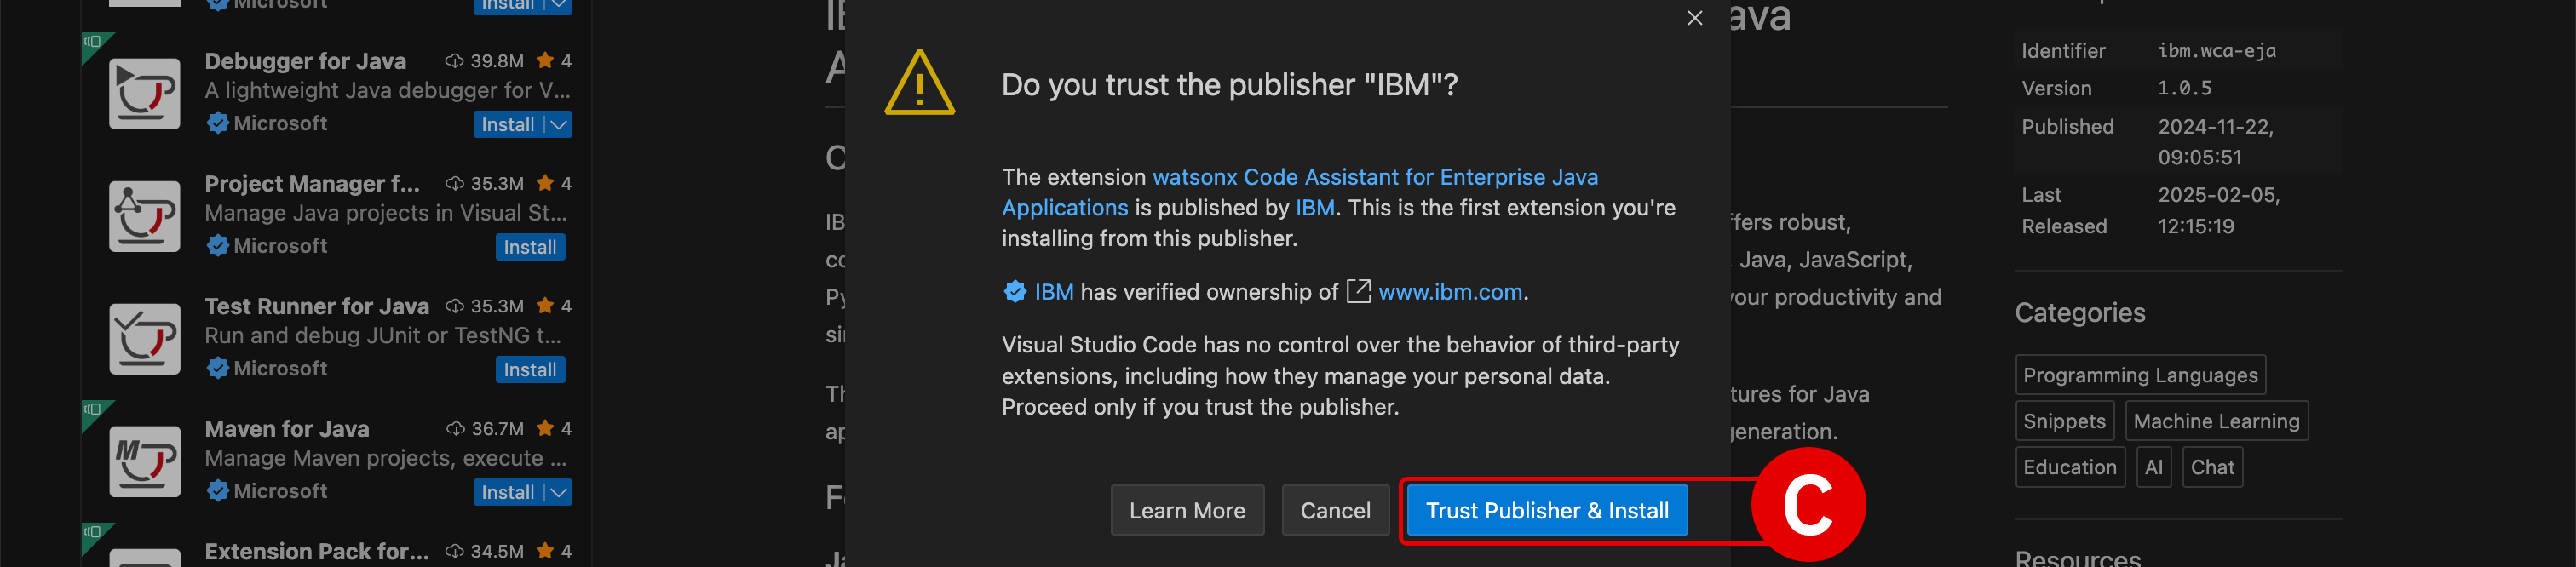 Microsoft
Install
Debugger for Java 39.8M 4
A lightweight Java debugger for V...
Microsoft Install
Project Manager f... 35.3M 4
Manage Java projects in Visual St...
Microsoft Install
Test Runner for Java 35.3M 4
Run and debug JUnit or TestNG t...
Microsoft Install
Maven for Java 36.7M 4
Manage Maven projects, execute ...
Microsoft Install
Extension Pack for... 34.5M 4
Do you trust the publisher "IBM"?
The extension watsonx Code Assistant for Enterprise Java
Applications is published by IBM. This is the first extension you're
installing from this publisher.
IBM has verified ownership of www.ibm.com.
Visual Studio Code has no control over the behavior of third-party
extensions, including how they manage your personal data.
Proceed only if you trust the publisher.
Learn More Cancel Trust Publisher & Install
C
IB
Py
ava
ffers robust,
Java, JavaScript,
your productivity and
tures for Java
generation.
Identifier ibm.wca-eja
Version 1.0.5
Published 2024-11-22,
09:05:51
Last 2025-02-05,
Released 12:15:19
Categories
Programming Languages
Snippets Machine Learning
Education AI Chat
Resources